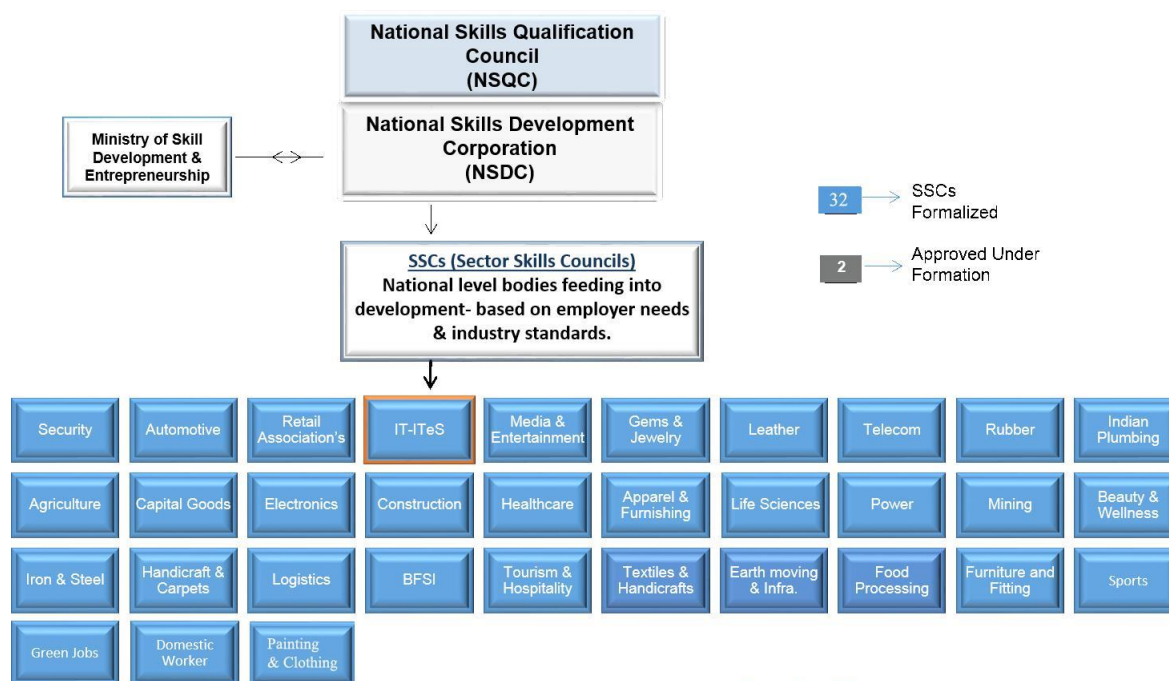 National Skills Qualification
Council
(NSQC)
National Skills Development
Corporation
(NSDC)
Ministry of Skill
Development &
Entrepreneurship
32
SSCs
Formalized
2
Approved Under
Formation
SSCs (Sector Skills Councils)
National level bodies feeding into
development- based on employer needs
& industry standards.
Security
Automotive
Retail
Association's
IT-ITeS
Media &
Entertainment
Gems &
Jewelry
Leather
Telecom
Rubber
Indian
Plumbing
Agriculture
Capital Goods
Electronics
Construction
Healthcare
Apparel &
Furnishing
Life Sciences
Power
Mining
Beauty &
Wellness
Iron & Steel
Handicraft &
Carpets
Logistics
BFSI
Tourism &
Hospitality
Textiles &
Handicrafts
Earth moving
& Infra.
Food
Processing
Furniture and
Fitting
Sports
Green Jobs
Domestic
Worker
Painting
& Clothing